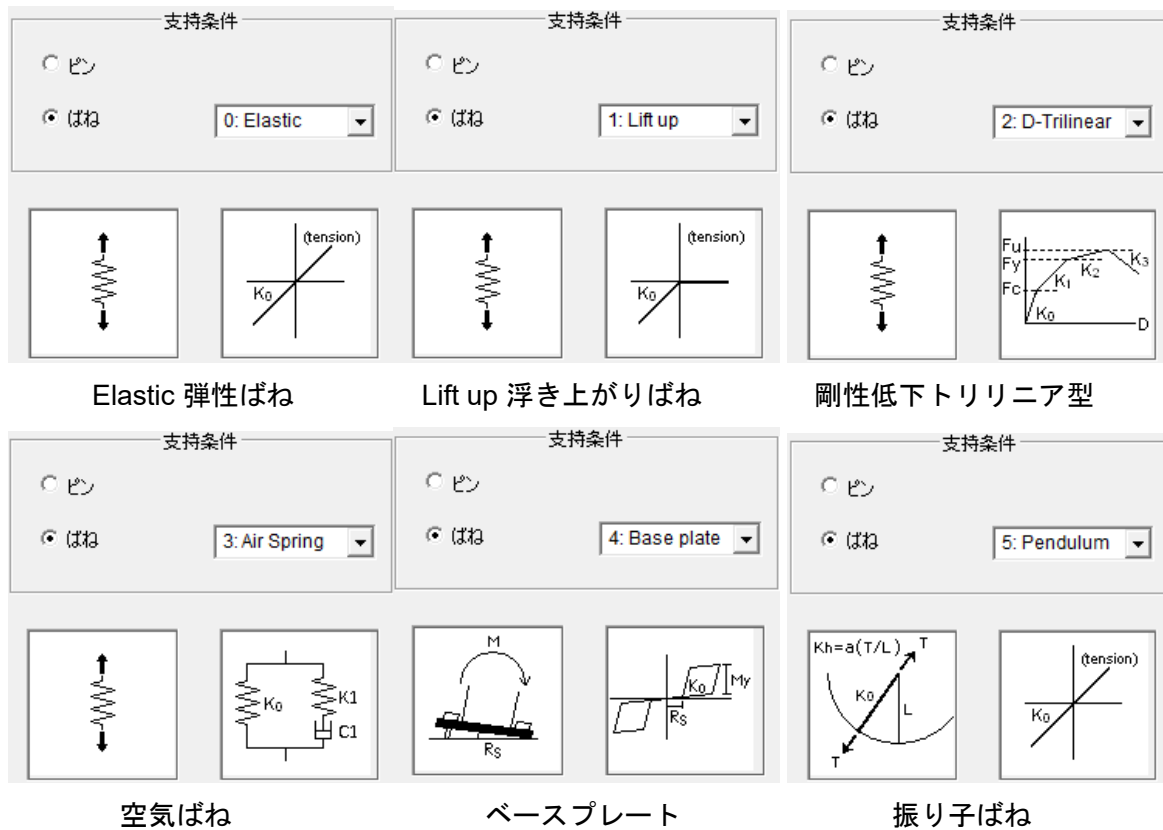 支持条件
ピン
ばね
0: Elastic
(tension)
K0
Elastic 弾性ばね
支持条件
ピン
ばね
1: Lift up
(tension)
K0
Lift up 浮き上がりばね
支持条件
ピン
ばね
2: D-Trilinear
Fu
Fy
Fc
K3
K2
K1
K0
D
剛性低下トリリニア型
支持条件
ピン
ばね
3: Air Spring
K0
K1
C1
空気ばね
支持条件
ピン
ばね
4: Base plate
M
Rs
K0
My
Rs
ベースプレート
支持条件
ピン
ばね
5: Pendulum
Kh=a(T/L)
T
K0
L
T
(tension)
K0
振り子ばね